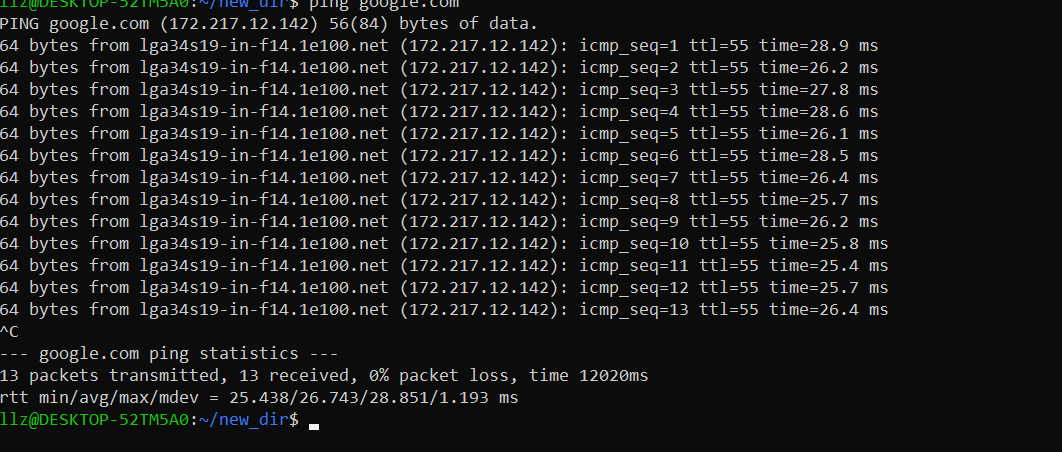 llz@DESKTOP-52TM5A0:~/new_dir$ ping google.com
PING google.com (172.217.12.142) 56(84) bytes of data.
64 bytes from lga34s19-in-f14.1e100.net (172.217.12.142): icmp_seq=1 ttl=55 time=28.9 ms
64 bytes from lga34s19-in-f14.1e100.net (172.217.12.142): icmp_seq=2 ttl=55 time=26.2 ms
64 bytes from lga34s19-in-f14.1e100.net (172.217.12.142): icmp_seq=3 ttl=55 time=27.8 ms
64 bytes from lga34s19-in-f14.1e100.net (172.217.12.142): icmp_seq=4 ttl=55 time=28.6 ms
64 bytes from lga34s19-in-f14.1e100.net (172.217.12.142): icmp_seq=5 ttl=55 time=26.1 ms
64 bytes from lga34s19-in-f14.1e100.net (172.217.12.142): icmp_seq=6 ttl=55 time=28.5 ms
64 bytes from lga34s19-in-f14.1e100.net (172.217.12.142): icmp_seq=7 ttl=55 time=26.4 ms
64 bytes from lga34s19-in-f14.1e100.net (172.217.12.142): icmp_seq=8 ttl=55 time=25.7 ms
64 bytes from lga34s19-in-f14.1e100.net (172.217.12.142): icmp_seq=9 ttl=55 time=26.2 ms
64 bytes from lga34s19-in-f14.1e100.net (172.217.12.142): icmp_seq=10 ttl=55 time=25.8 ms
64 bytes from lga34s19-in-f14.1e100.net (172.217.12.142): icmp_seq=11 ttl=55 time=25.4 ms
64 bytes from lga34s19-in-f14.1e100.net (172.217.12.142): icmp_seq=12 ttl=55 time=25.7 ms
64 bytes from lga34s19-in-f14.1e100.net (172.217.12.142): icmp_seq=13 ttl=55 time=26.4 ms
^C
--- google.com ping statistics ---
13 packets transmitted, 13 received, 0% packet loss, time 12020ms
rtt min/avg/max/mdev = 25.438/26.743/28.851/1.193 ms
llz@DESKTOP-52TM5A0:~/new_dir$